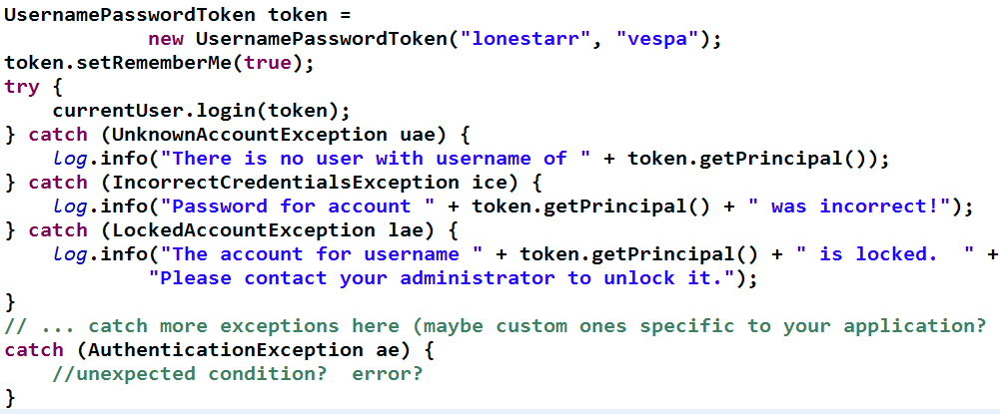 UsernamePasswordToken token =
            new UsernamePasswordToken("lonestarr", "vespa");
token.setRememberMe(true);
try {
    currentUser.login(token);
} catch (UnknownAccountException uae) {
    log.info("There is no user with username of " + token.getPrincipal());
} catch (IncorrectCredentialsException ice) {
    log.info("Password for account " + token.getPrincipal() + " was incorrect!");
} catch (LockedAccountException lae) {
    log.info("The account for username " + token.getPrincipal() + " is locked.  " +
            "Please contact your administrator to unlock it.");
}
// ... catch more exceptions here (maybe custom ones specific to your application?
catch (AuthenticationException ae) {
    //unexpected condition?  error?
}